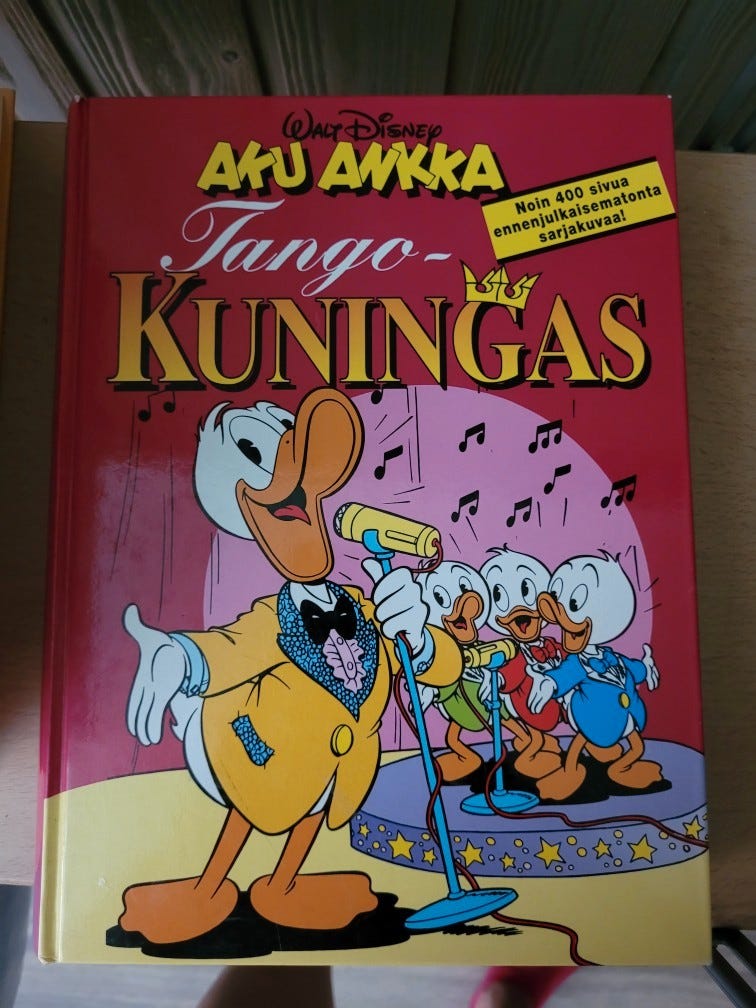 WALT DISNEY
AKU ANKKA
Noin 400 sivua
ennenjulkaisematonta
sarjakuvaa!
Tango-
KUNINGAS